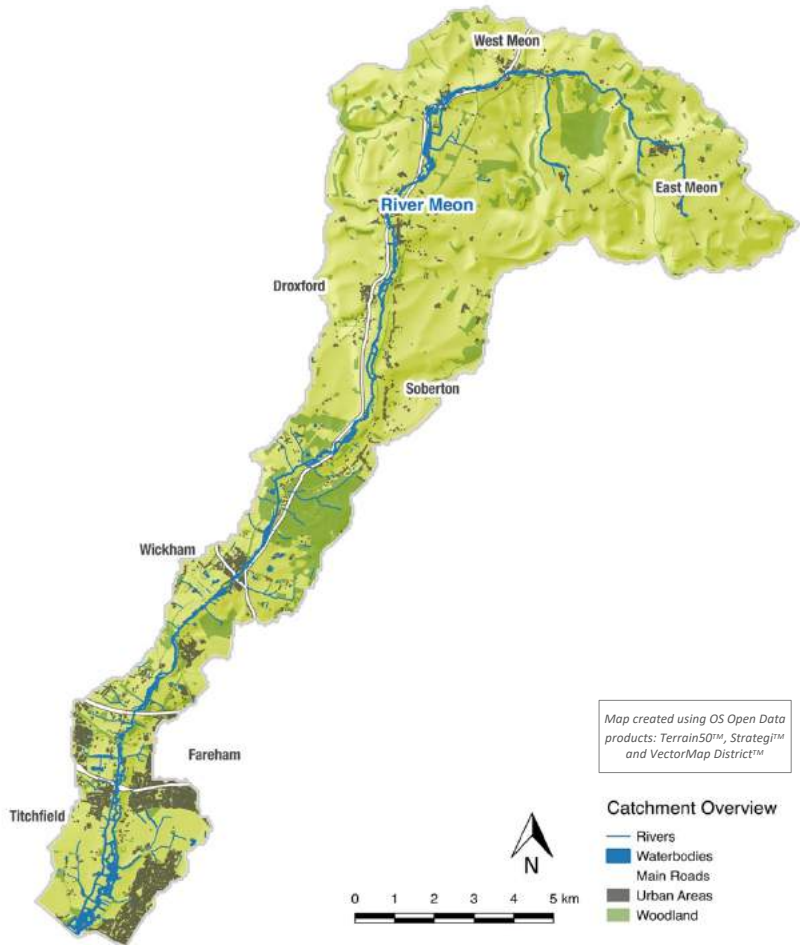 West Meon
East Meon
River Meon
Droxford
Soberton
Wickham
Fareham
Titchfield
Map created using OS Open Data
products: Terrain50™, Strategi™
and VectorMap District™
Catchment Overview
Rivers
Waterbodies
Main Roads
Urban Areas
Woodland
N
0 1 2 3 4 5 km